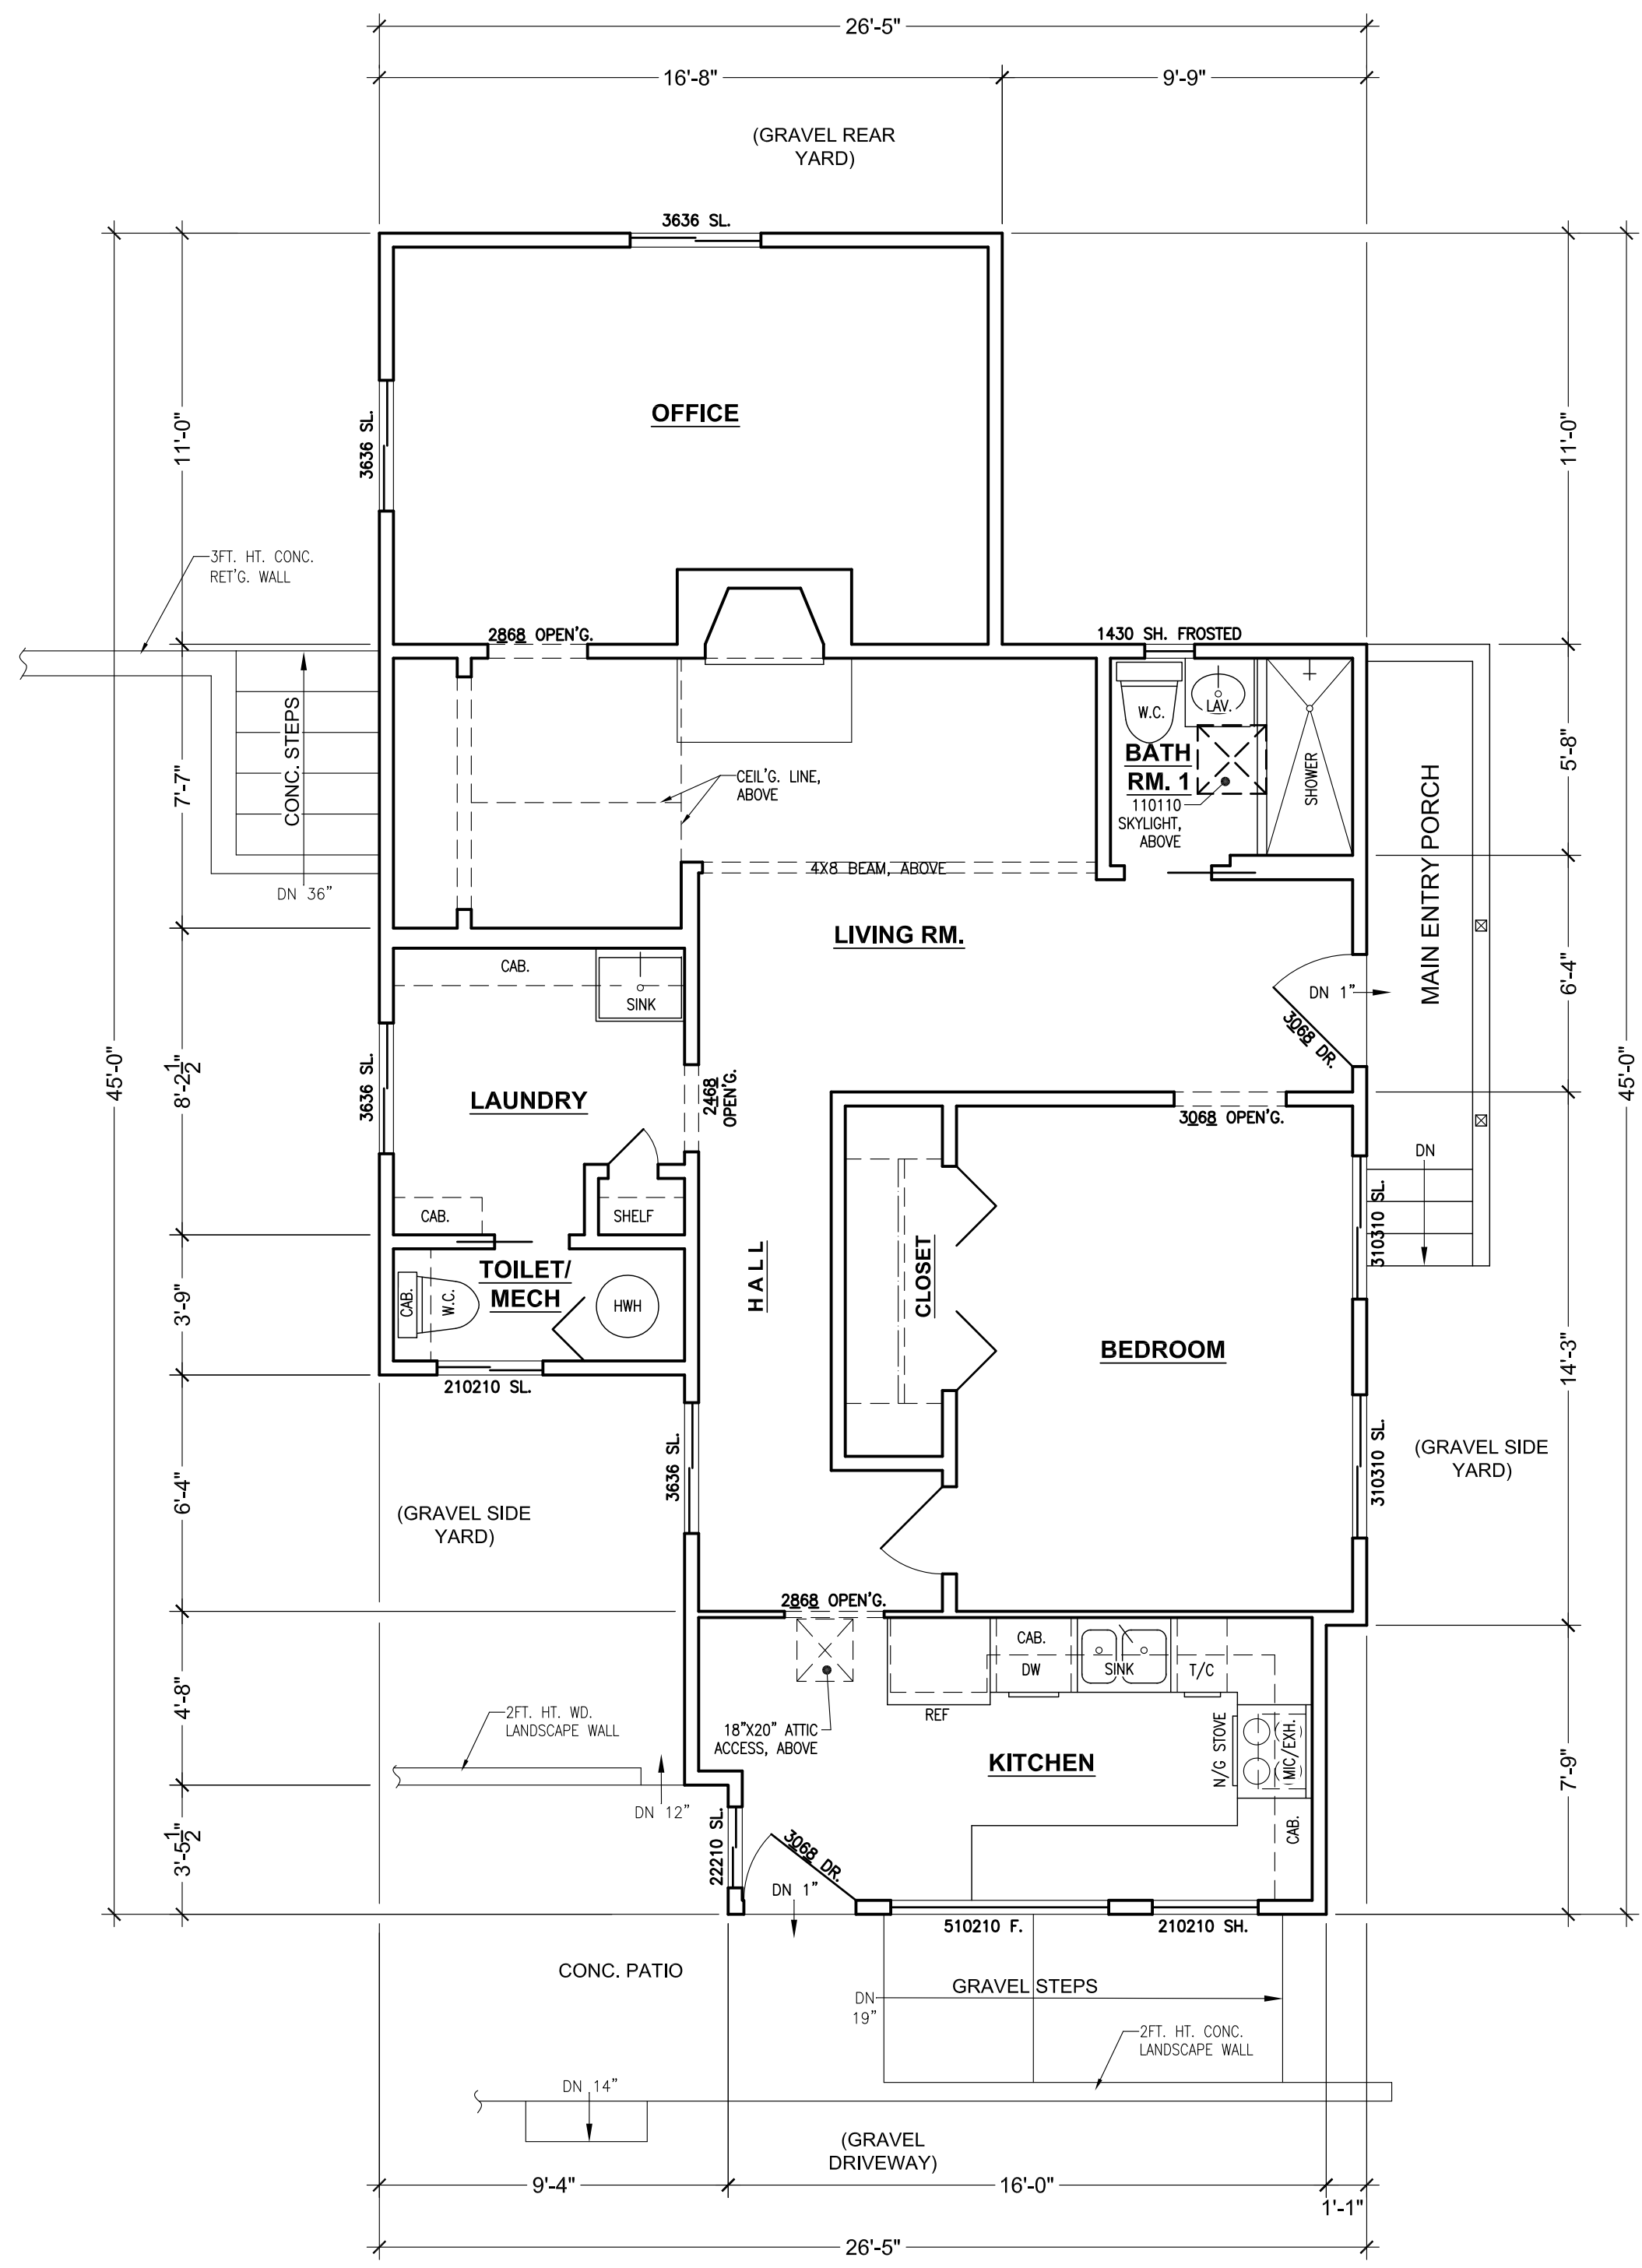 26'-5"
16'-8"
9'-9"
(GRAVEL REAR
YARD)
3636 SL.
OFFICE
3636 SL.
11'-0"
11'-0"
3FT. HT. CONC.
RET'G. WALL
2868 OPEN'G.
1430 SH. FROSTED
CONC. STEPS
DN 36"
7'-7"
CEIL'G. LINE,
ABOVE
W.C.
LAV.
BATH
RM. 1
110110
SKYLIGHT,
ABOVE
SHOWER
5'-8"
MAIN ENTRY PORCH
4X8 BEAM, ABOVE
LIVING RM.
CAB.
SINK
DN 1"
3068 DR.
6'-4"
45'-0"
8'-2 1/2"
3636 SL.
LAUNDRY
2468
OPEN'G.
45'-0"
3068 OPEN'G.
DN
310310 SL.
CAB.
SHELF
HALL
CLOSET
TOILET/
MECH
CAB.
W.C.
HWH
3'-9"
BEDROOM
14'-3"
210210 SL.
3636 SL.
310310 SL.
(GRAVEL SIDE
YARD)
6'-4"
(GRAVEL SIDE
YARD)
2868 OPEN'G.
CAB.
DW
SINK
T/C
REF
4'-8"
2FT. HT. WD.
LANDSCAPE WALL
18"X20" ATTIC
ACCESS, ABOVE
KITCHEN
N/G STOVE
MIC/EXH.
CAB.
7'-9"
DN 12"
3'-5 1/2"
22210 SL.
3068 DR.
DN 1"
510210 F.
210210 SH.
CONC. PATIO
GRAVEL STEPS
DN
19"
2FT. HT. CONC.
LANDSCAPE WALL
DN 14"
(GRAVEL
DRIVEWAY)
9'-4"
16'-0"
1'-1"
26'-5"